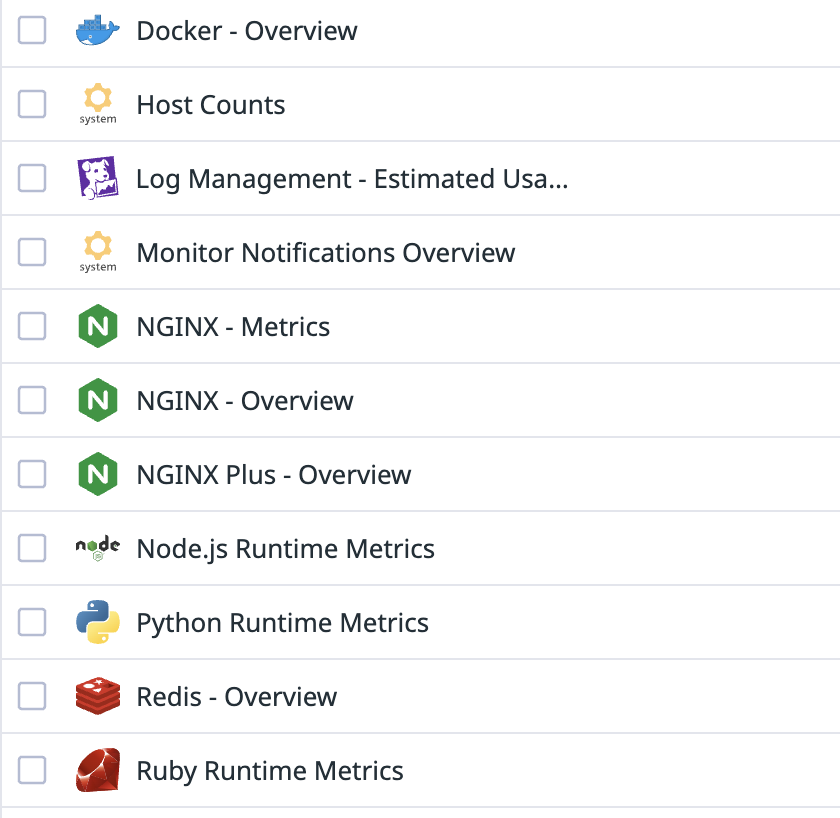 Docker - Overview
system
Host Counts
Log Management - Estimated Usa...
system
Monitor Notifications Overview
N
NGINX - Metrics
N
NGINX - Overview
N
NGINX Plus - Overview
node
JS
Node.js Runtime Metrics
Python Runtime Metrics
Redis - Overview
Ruby Runtime Metrics